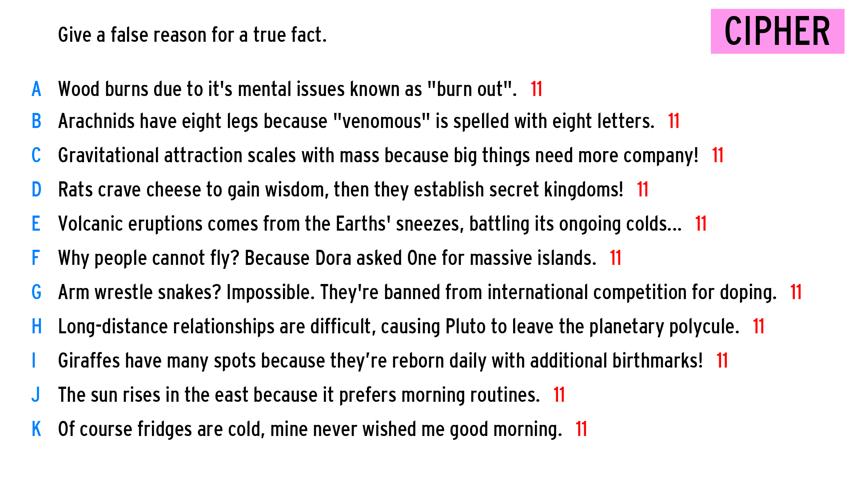 Give a false reason for a true fact.
CIPHER
A Wood burns due to it's mental issues known as "burn out". 11
B Arachnids have eight legs because "venomous" is spelled with eight letters. 11
C Gravitational attraction scales with mass because big things need more company! 11
D Rats crave cheese to gain wisdom, then they establish secret kingdoms! 11
E Volcanic eruptions comes from the Earths' sneezes, battling its ongoing colds... 11
F Why people cannot fly? Because Dora asked One for massive islands. 11
G Arm wrestle snakes? Impossible. They're banned from international competition for doping. 11
H Long-distance relationships are difficult, causing Pluto to leave the planetary polycule. 11
I Giraffes have many spots because they’re reborn daily with additional birthmarks! 11
J The sun rises in the east because it prefers morning routines. 11
K Of course fridges are cold, mine never wished me good morning. 11